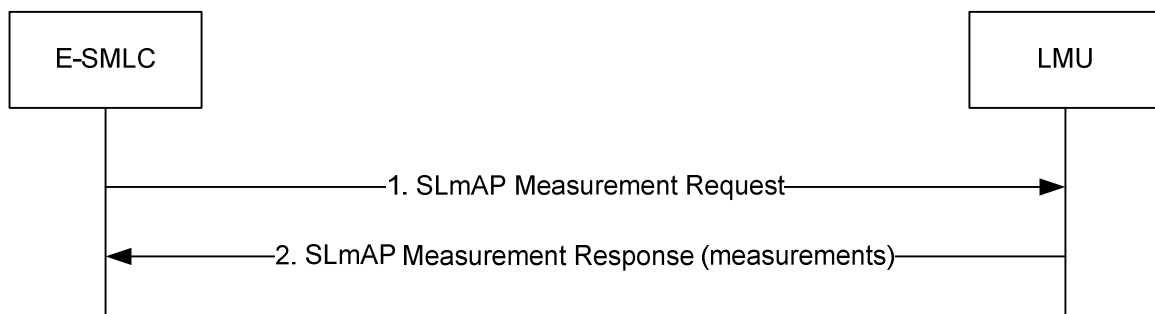 E-SMLC
LMU
1. SLmAP Measurement Request
2. SLmAP Measurement Response (measurements)